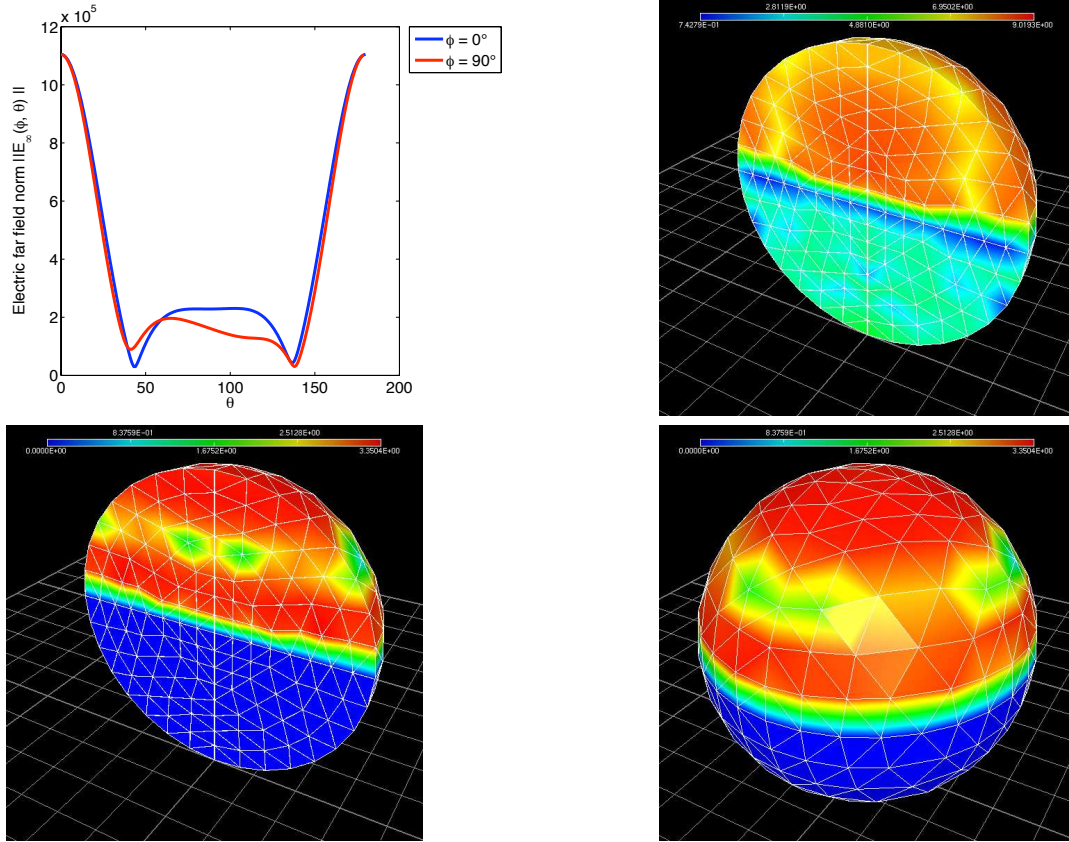 x 10⁵
12
10
8
6
4
2
0
0 50 100 150 200
θ
Electric far field norm ||E∞(ϕ, θ) ||
ϕ = 0°
ϕ = 90°
2.8119E+00 6.9502E+00
7.4279E-01 4.8810E+00 9.0193E+00
8.3759E-01 2.5128E+00
0.0000E+00 1.6752E+00 3.3504E+00
8.3759E-01 2.5128E+00
0.0000E+00 1.6752E+00 3.3504E+00